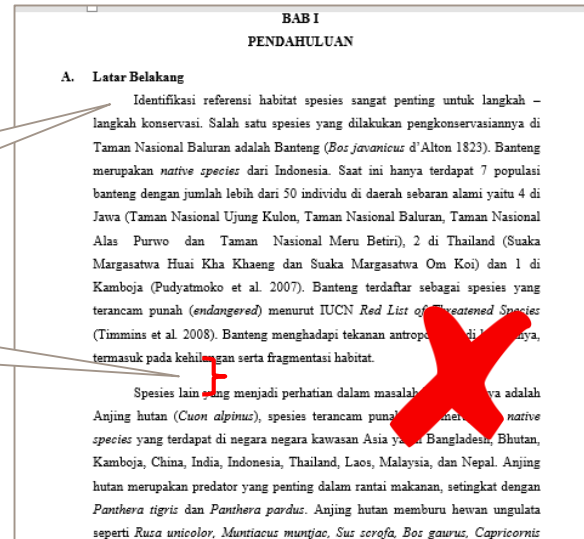 BAB I
PENDAHULUAN
A. Latar Belakang
Identifikasi referensi habitat spesies sangat penting untuk langkah –
langkah konservasi. Salah satu spesies yang dilakukan pengkonservasiannya di
Taman Nasional Baluran adalah Banteng (Bos javanicus d'Alton 1823). Banteng
merupakan native species dari Indonesia. Saat ini hanya terdapat 7 populasi
banteng dengan jumlah lebih dari 50 individu di daerah sebaran alami yaitu 4 di
Jawa (Taman Nasional Ujung Kulon, Taman Nasional Baluran, Taman Nasional
Alas Purwo dan Taman Nasional Meru Betiri), 2 di Thailand (Suaka
Margasatwa Huai Kha Khaeng dan Suaka Margasatwa Om Koi) dan 1 di
Kamboja (Pudyatmoko et al. 2007). Banteng terdaftar sebagai spesies yang
terancam punah (endangered) menurut IUCN Red List of Threatened Species
(Timmins et al. 2008). Banteng menghadapi tekanan di
termasuk pada kehilangan serta fragmentasi habitat.
Spesies lain yang menjadi perhatian dalam masalah adalah
Anjing hutan (Cuon alpinus), spesies terancam native
species yang terdapat di negara negara kawasan Asia Bangladesh, Bhutan,
Kamboja, China, India, Indonesia, Thailand, Laos, Malaysia, dan Nepal. Anjing
hutan merupakan predator yang penting dalam rantai makanan, setingkat dengan
Panthera tigris dan Panthera pardus. Anjing hutan memburu hewan ungulata
seperti Rusa unicolor, Muntiacus muntjac, Sus scrofa, Bos gaurus, Capricornis